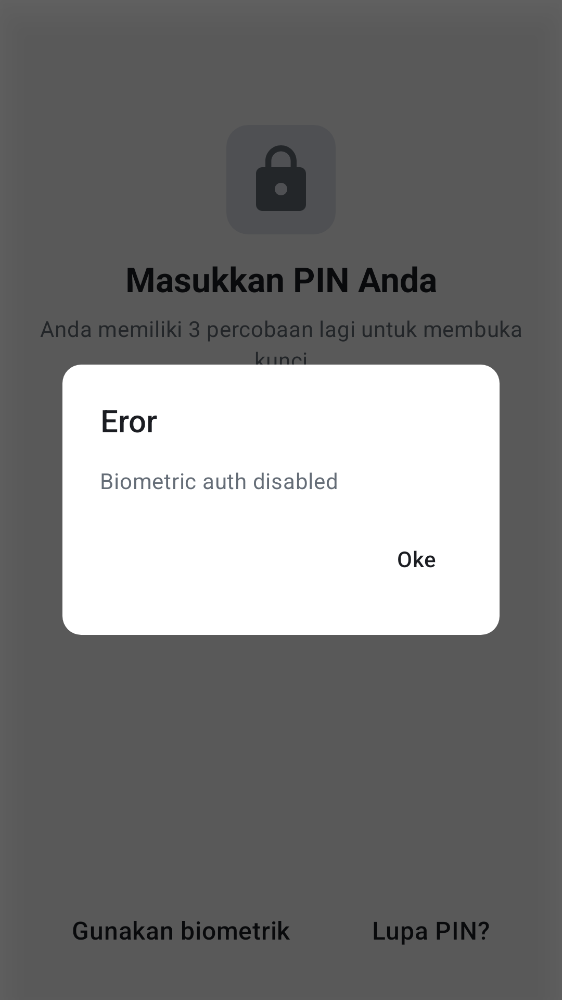 Masukkan PIN Anda
Anda memiliki 3 percobaan lagi untuk membuka
kunci
Eror
Biometric auth disabled
Oke
Gunakan biometrik
Lupa PIN?